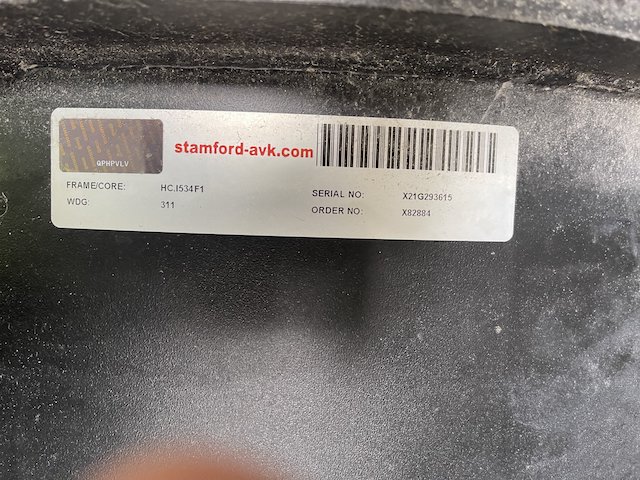 stamford-avk.com
QPHPVLV
FRAME/CORE: HC.I534F1
WDG: 311
SERIAL NO: X21G293615
ORDER NO: X82884